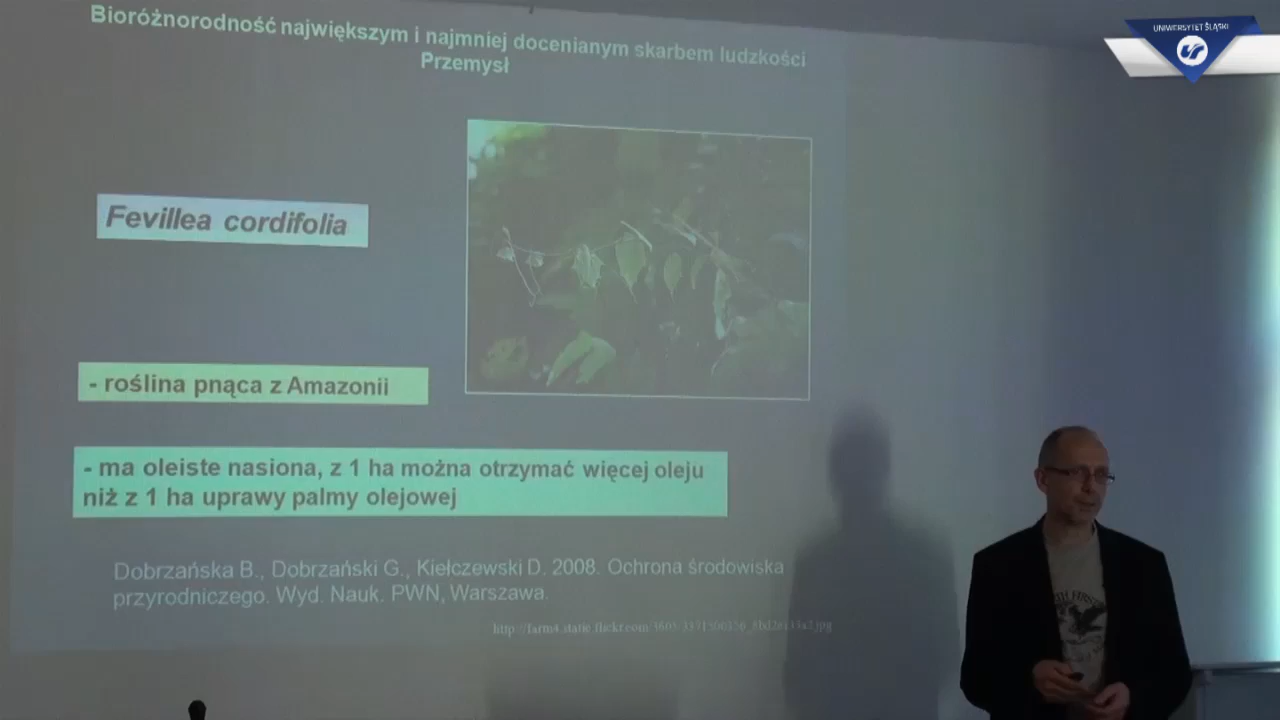 Bioróżnorodność największym i najmniej docenianym skarbem ludzkości
Przemysł
Fevillea cordifolia
- roślina pnąca z Amazonii
- ma oleiste nasiona, z 1 ha można otrzymać więcej oleju
niż z 1 ha uprawy palmy olejowej
Dobrzańska B., Dobrzański G., Kiełczewski D. 2008. Ochrona środowiska
przyrodniczego. Wyd. Nauk. PWN, Warszawa.
UNIWERSYTET ŚLĄSKI